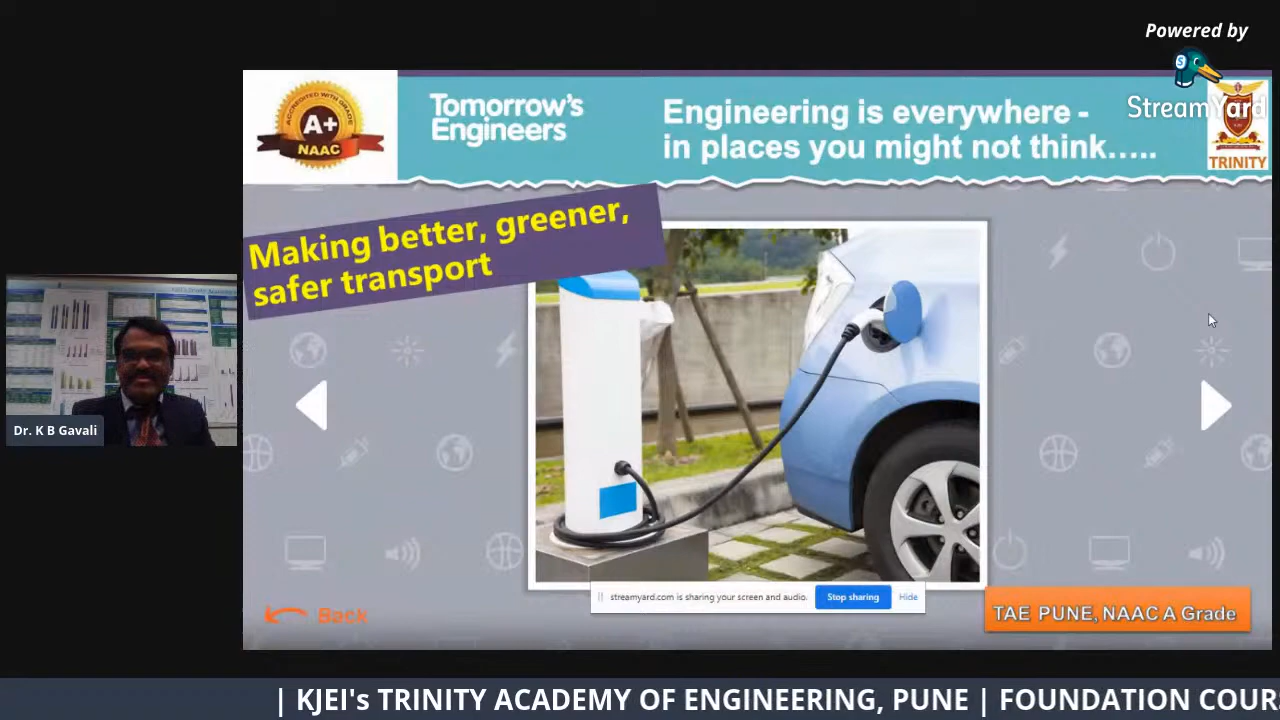 Powered by
StreamYard
ACCREDITED WITH GRADE
A+
NAAC
Tomorrow's
Engineers
Engineering is everywhere -
in places you might not think.....
TRINITY
Making better, greener,
safer transport
Dr. K B Gavali
streamyard.com is sharing your screen and audio.
Stop sharing
Hide
Back
TAE PUNE, NAAC A Grade
| KJEI's TRINITY ACADEMY OF ENGINEERING, PUNE | FOUNDATION COUR